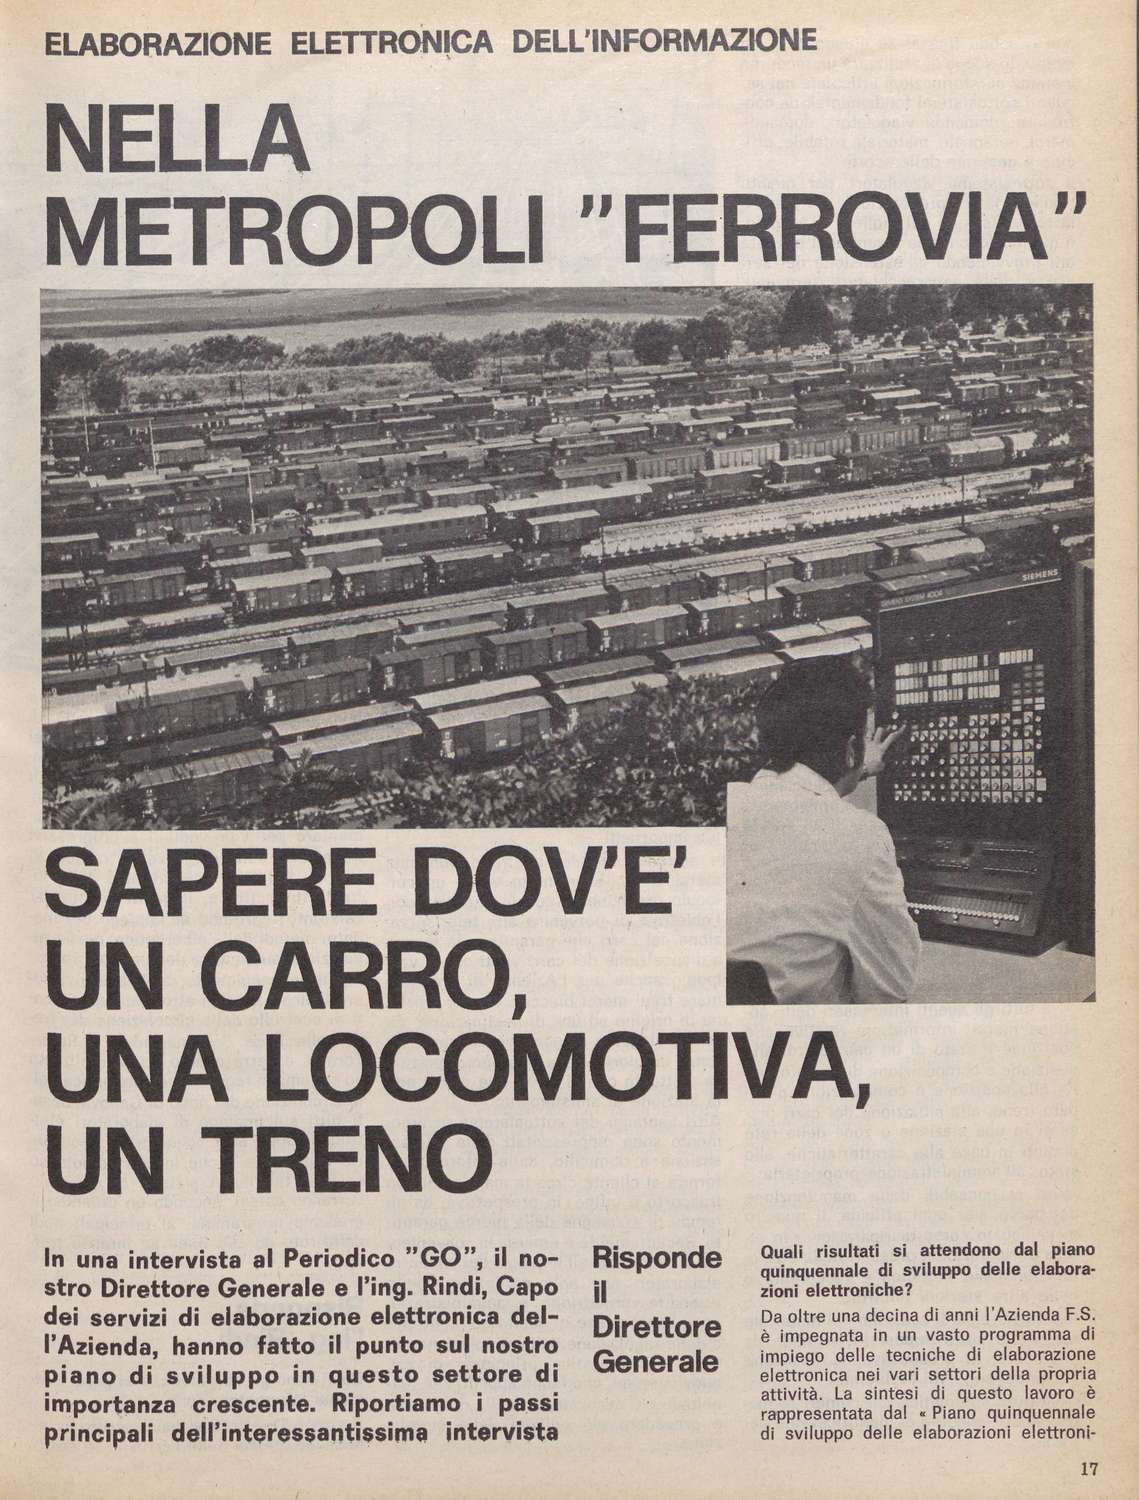 ELABORAZIONE ELETTRONICA DELL'INFORMAZIONE
NELLA
METROPOLI "FERROVIA"
SIEMENS
SIEMENS SYSTEM 4004
SAPERE DOV'E'
UN CARRO,
UNA LOCOMOTIVA,
UN TRENO
In una intervista al Periodico "GO", il no-
stro Direttore Generale e l'ing. Rindi, Capo
dei servizi di elaborazione elettronica del-
l'Azienda, hanno fatto il punto sul nostro
piano di sviluppo in questo settore di
importanza crescente. Riportiamo i passi
principali dell'interessantissima intervista
Risponde
il
Direttore
Generale
Quali risultati si attendono dal piano
quinquennale di sviluppo delle elabora-
zioni elettroniche?
Da oltre una decina di anni l'Azienda F.S.
è impegnata in un vasto programma di
impiego delle tecniche di elaborazione
elettronica nei vari settori della propria
attività. La sintesi di questo lavoro è
rappresentata dal « Piano quinquennale
di sviluppo delle elaborazioni elettroni-
17